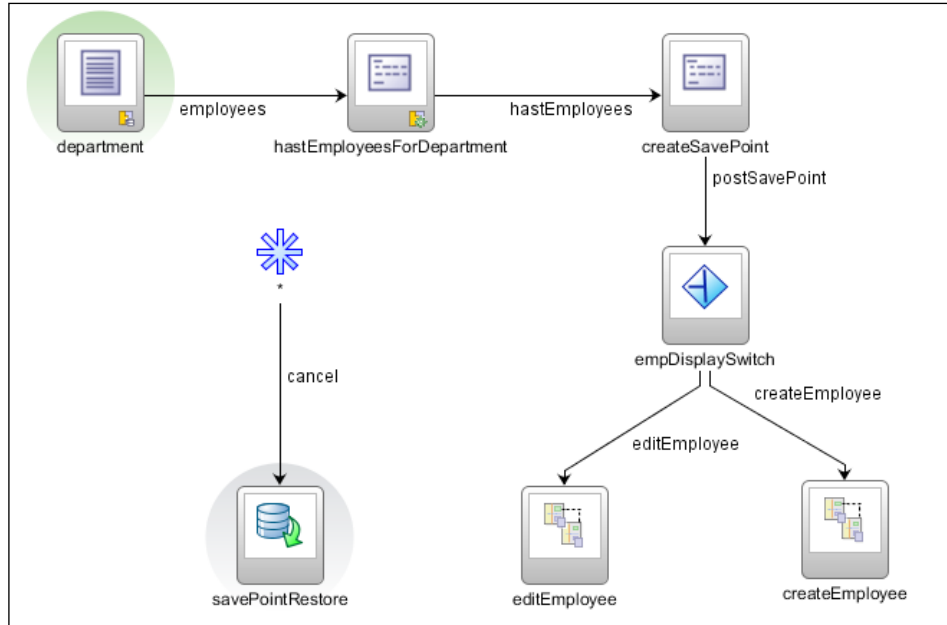 employees
hastEmployees
department
hastEmployeesForDepartment
createSavePoint
postSavePoint
*
empDisplaySwitch
cancel
createEmployee
editEmployee
savePointRestore
editEmployee
createEmployee